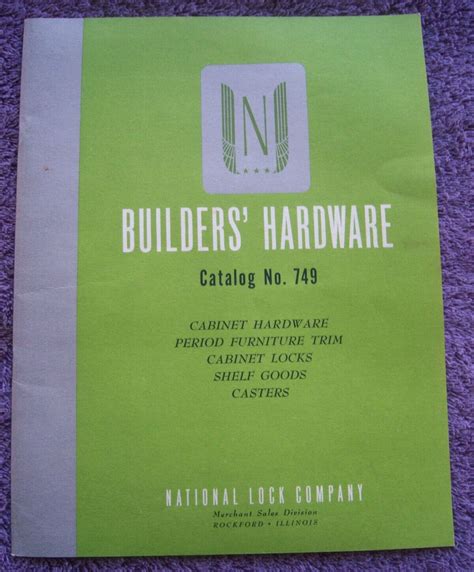 N
BUILDERS' HARDWARE
Catalog No. 749
CABINET HARDWARE
PERIOD FURNITURE TRIM
CABINET LOCKS
SHELF GOODS
CASTERS
NATIONAL LOCK COMPANY
Merchant Sales Division
ROCKFORD • ILLINOIS